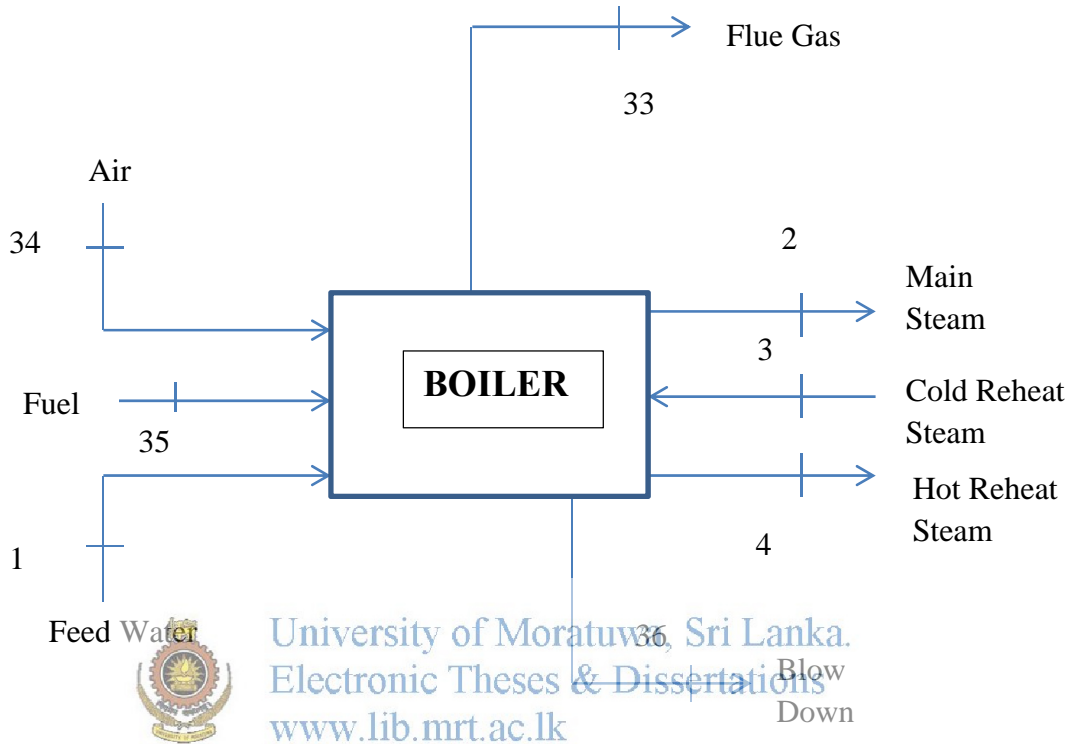 Flue Gas
33
Air
34
2
Main
Steam
3
BOILER
Cold Reheat
Steam
Fuel
35
Hot Reheat
Steam
4
1
Feed Water
36
Blow
Down
University of Moratuwa, Sri Lanka.
Electronic Theses & Dissertations
www.lib.mrt.ac.lk